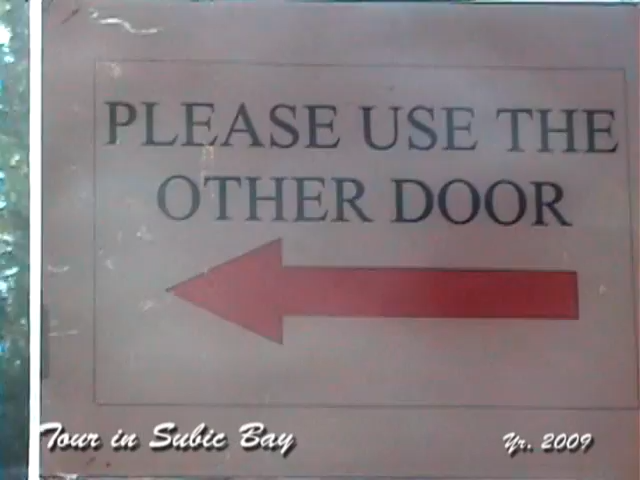 PLEASE USE THE
OTHER DOOR
Tour in Subic Bay
Yr. 2009